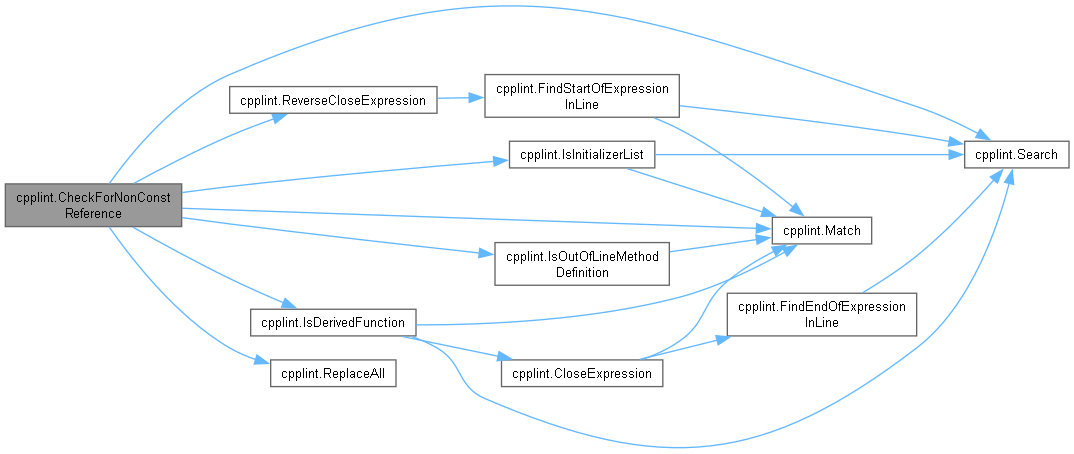 cpplint.CheckForNonConst
Reference
cpplint.ReverseCloseExpression
cpplint.FindStartOfExpression
InLine
cpplint.IsInitializerList
cpplint.Search
cpplint.Match
cpplint.IsOutOfLineMethod
Definition
cpplint.FindEndOfExpression
InLine
cpplint.IsDerivedFunction
cpplint.CloseExpression
cpplint.ReplaceAll